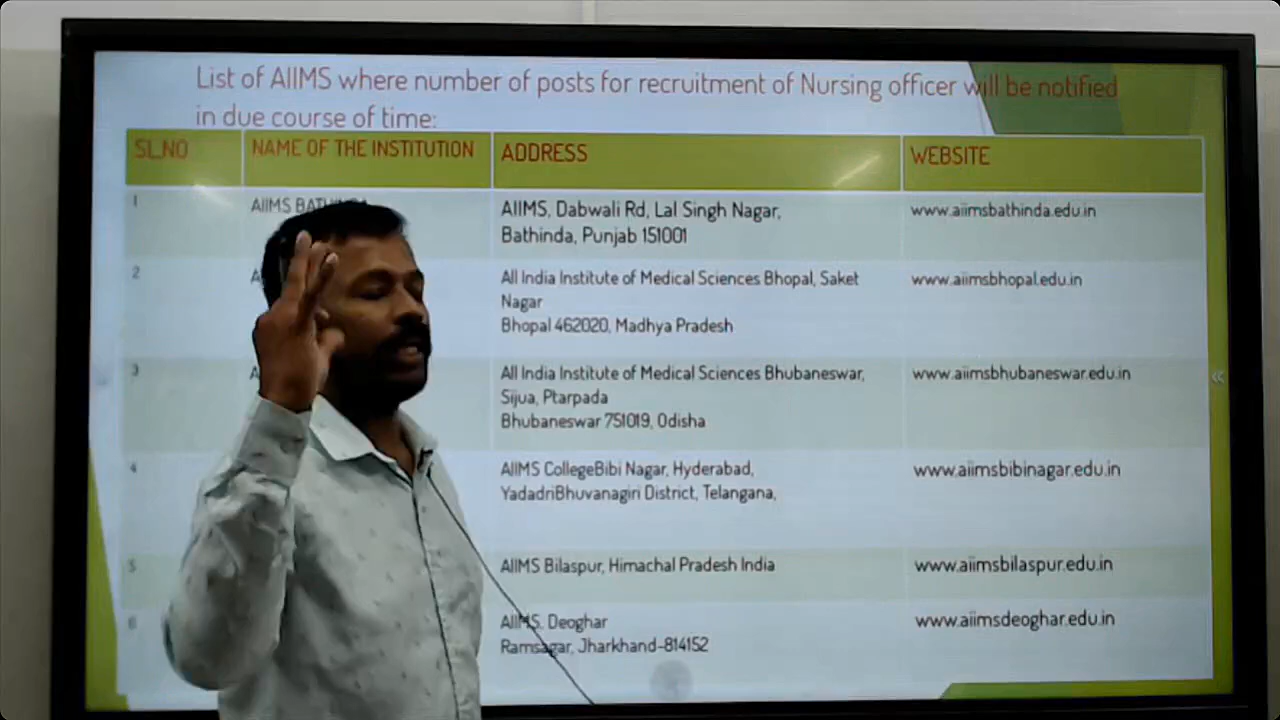 List of AIIMS where number of posts for recruitment of Nursing officer will be notified
in due course of time:
SL.NO NAME OF THE INSTITUTION ADDRESS WEBSITE
1 AIIMS AIIMS, Dabwali Rd, Lal Singh Nagar, www.aiimsbathinda.edu.in
Bathinda, Punjab 151001
2 All India Institute of Medical Sciences Bhopal, Saket www.aiimsbhopal.edu.in
Nagar
Bhopal 462020, Madhya Pradesh
3 All India Institute of Medical Sciences Bhubaneswar, www.aiimsbhubaneswar.edu.in
Sijua, Ptarpada
Bhubaneswar 751019, Odisha
4 AIIMS CollegeBibi Nagar, Hyderabad, www.aiimsbibinagar.edu.in
YadadriBhuvanagiri District, Telangana,
5 AIIMS Bilaspur, Himachal Pradesh India www.aiimsbilaspur.edu.in
6 AIIMS, Deoghar www.aiimsdeoghar.edu.in
Ramsagar, Jharkhand-814152